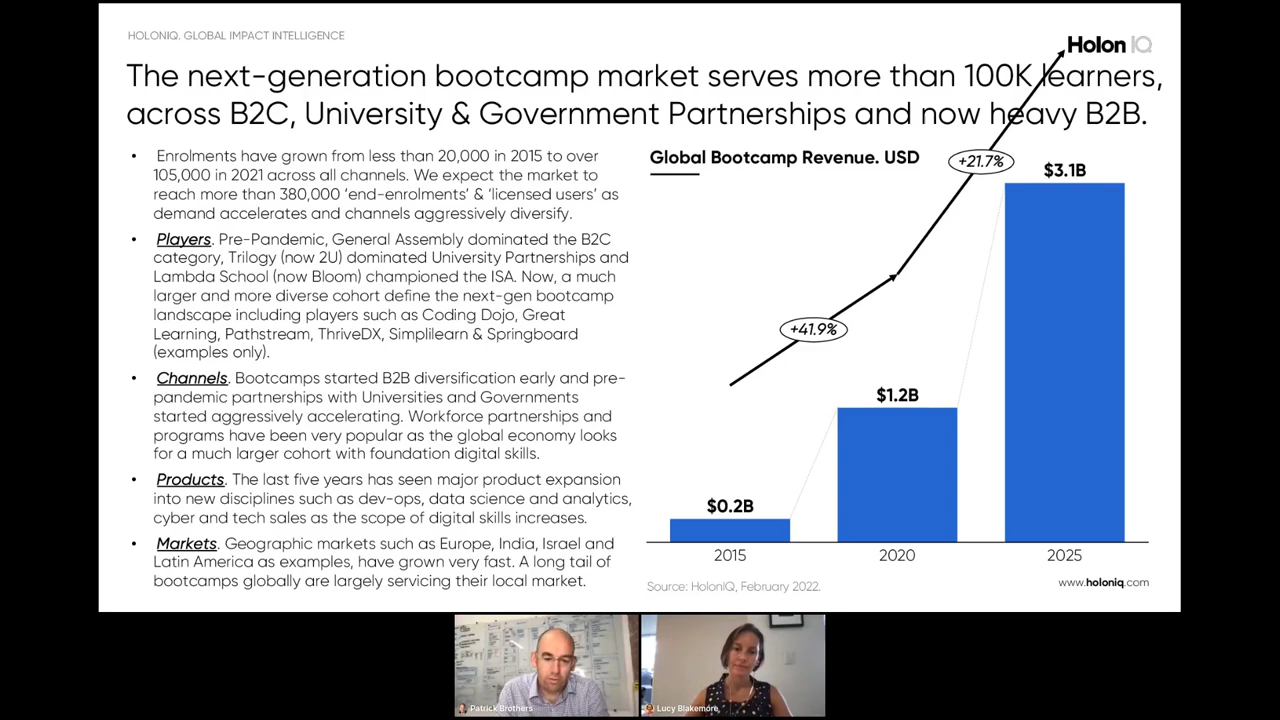 HOLONIQ. GLOBAL IMPACT INTELLIGENCE
Holon IQ
The next-generation bootcamp market serves more than 100K learners,
across B2C, University & Government Partnerships and now heavy B2B.
• Enrolments have grown from less than 20,000 in 2015 to over
105,000 in 2021 across all channels. We expect the market to
reach more than 380,000 ‘end-enrolments’ & ‘licensed users’ as
demand accelerates and channels aggressively diversify.
• Players. Pre-Pandemic, General Assembly dominated the B2C
category, Trilogy (now 2U) dominated University Partnerships and
Lambda School (now Bloom) championed the ISA. Now, a much
larger and more diverse cohort define the next-gen bootcamp
landscape including players such as Coding Dojo, Great
Learning, Pathstream, ThriveDX, Simplilearn & Springboard
(examples only).
• Channels. Bootcamps started B2B diversification early and pre-
pandemic partnerships with Universities and Governments
started aggressively accelerating. Workforce partnerships and
programs have been very popular as the global economy looks
for a much larger cohort with foundation digital skills.
• Products. The last five years has seen major product expansion
into new disciplines such as dev-ops, data science and analytics,
cyber and tech sales as the scope of digital skills increases.
• Markets. Geographic markets such as Europe, India, Israel and
Latin America as examples, have grown very fast. A long tail of
bootcamps globally are largely servicing their local market.
Global Bootcamp Revenue. USD
+21.7%
$3.1B
+41.9%
$1.2B
$0.2B
2015 2020 2025
Source: HolonIQ, February 2022.
www.holoniq.com
Patrick Brothers
Lucy Blakemore